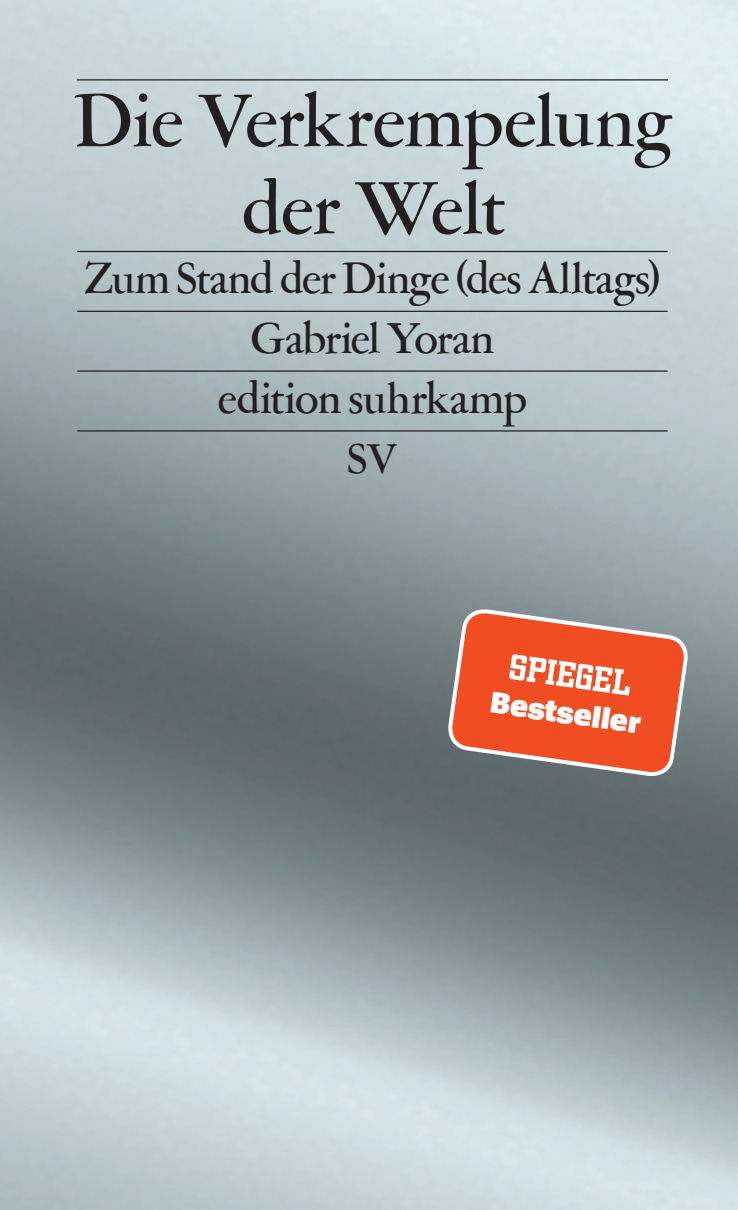 Die Verkrempelung
der Welt
Zum Stand der Dinge (des Alltags)
Gabriel Yoran
edition suhrkamp
SV
SPIEGEL
Bestseller